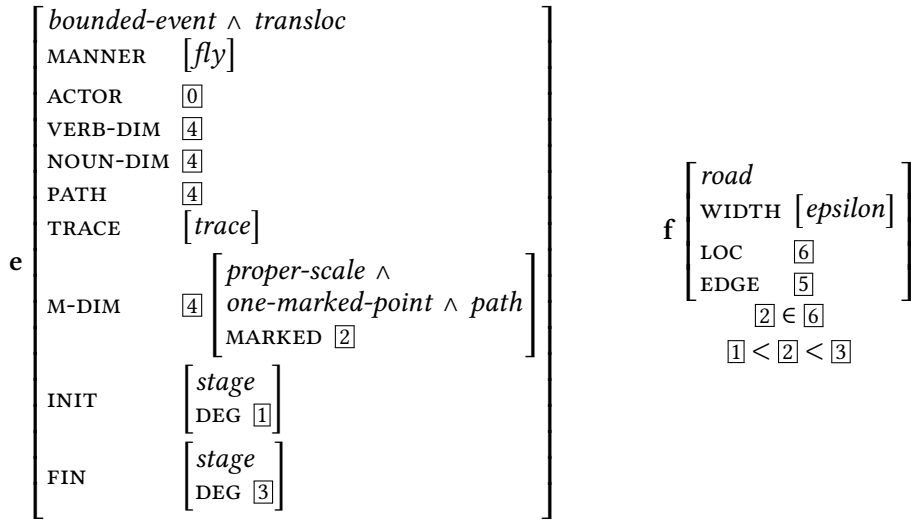 bounded-event ∧ transloc
MANNER [fly]
ACTOR 0
VERB-DIM 4
NOUN-DIM 4
PATH 4
TRACE [trace]
e
M-DIM 4 [proper-scale ∧
one-marked-point ∧ path
MARKED 2]
INIT [stage
DEG 1]
FIN [stage
DEG 3]
f
road
WIDTH [epsilon]
LOC 6
EDGE 5
2 ∈ 6
1 < 2 < 3